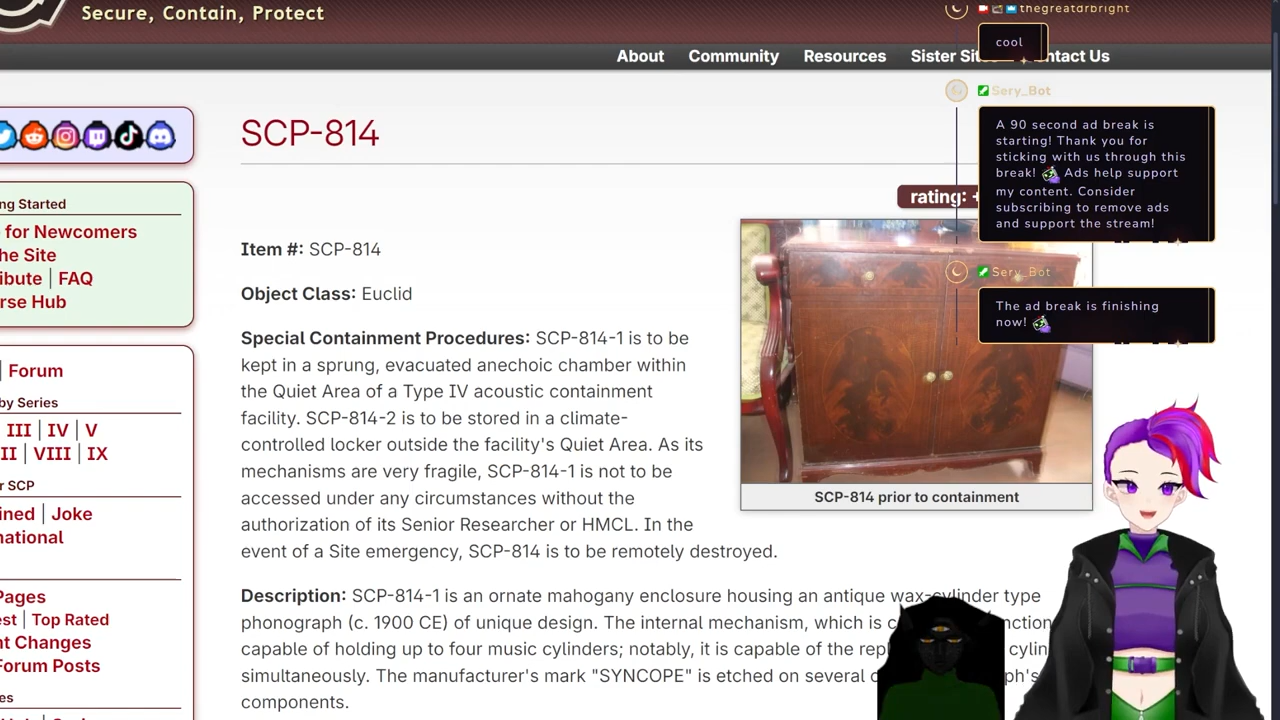 Secure, Contain, Protect
About Community Resources Sister
ntact Us
SCP-814
rating:
Item #: SCP-814
Object Class: Euclid
Special Containment Procedures: SCP-814-1 is to be
kept in a sprung, evacuated anechoic chamber within
the Quiet Area of a Type IV acoustic containment
facility. SCP-814-2 is to be stored in a climate-
controlled locker outside the facility's Quiet Area. As its
mechanisms are very fragile, SCP-814-1 is not to be
accessed under any circumstances without the
authorization of its Senior Researcher or HMCL. In the
event of a Site emergency, SCP-814 is to be remotely destroyed.
SCP-814 prior to containment
Description: SCP-814-1 is an ornate mahogany enclosure housing an antique wax-cylinder type
phonograph (c. 1900 CE) of unique design. The internal mechanism, which is c nction
capable of holding up to four music cylinders; notably, it is capable of the rep cylin
simultaneously. The manufacturer's mark "SYNCOPE" is etched on several ph's
components.
ng Started
for Newcomers
he Site
ribute | FAQ
rse Hub
| Forum
by Series
III | IV | V
II | VIII | IX
r SCP
ined | Joke
national
Pages
est | Top Rated
nt Changes
Forum Posts
es
thegreatdrbright
cool
Sery_Bot
A 90 second ad break is
starting! Thank you for
sticking with us through this
break! Ads help support
my content. Consider
subscribing to remove ads
and support the stream!
Sery_Bot
The ad break is finishing
now!